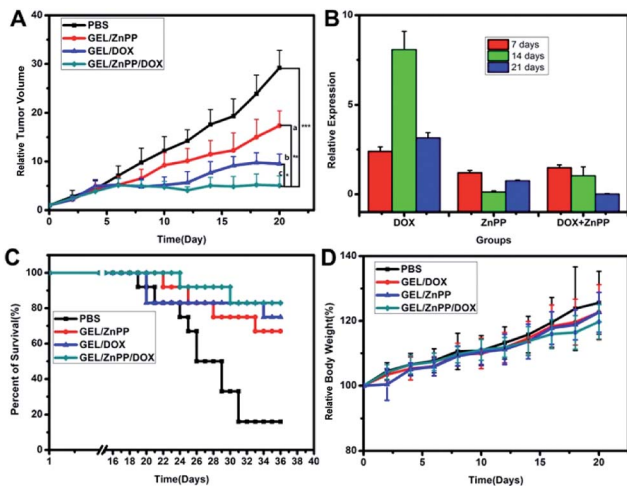 A
PBS
GEL/ZnPP
GEL/DOX
GEL/ZnPP/DOX
Relative Tumor Volume
40
30
20
10
0
a
***
b
**
c
*
0 5 10 15 20
Time(Day)
B
7 days
14 days
21 days
Relative Expression
10
5
0
DOX ZnPP DOX+ZnPP
Groups
C
Percent of Survival(%)
100
80
60
40
20
0
PBS
GEL/ZnPP
GEL/DOX
GEL/ZnPP/DOX
1 16 18 20 22 24 26 28 30 32 34 36 38 40
Time(Days)
D
PBS
GEL/DOX
GEL/ZnPP
GEL/ZnPP/DOX
Relative Body Weight(%)
140
120
100
80
0 5 10 15 20
Time(Days)